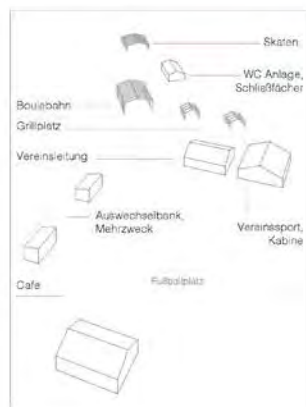 Skaten
WC Anlage,
Schließfächer
Boulebahn
Grillplatz
Vereinsleitung
Auswechselbank,
Mehrzweck
Vereinssport,
Kabine
Cafe
Fußballplatz